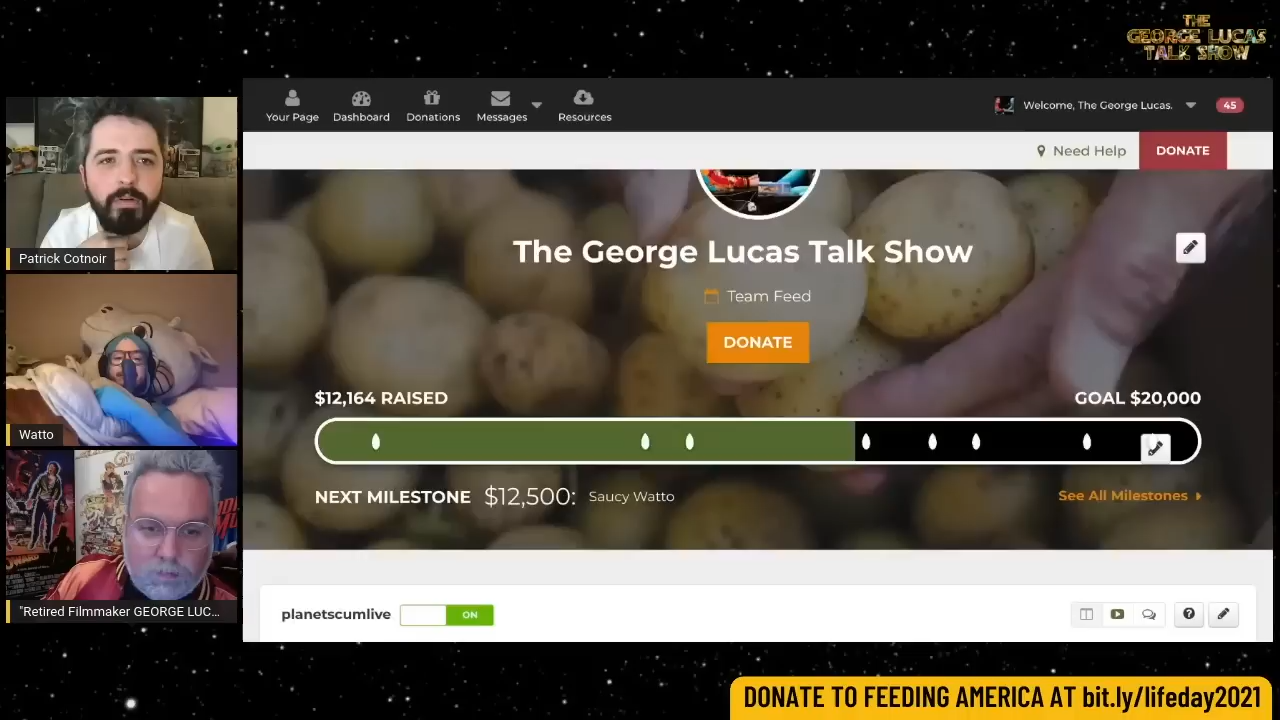 THE
GEORGE LUCAS
TALK SHOW
Your Page
Dashboard
Donations
Messages
Resources
Welcome, The George Lucas.
45
Need Help
DONATE
The George Lucas Talk Show
Team Feed
DONATE
$12,164 RAISED
GOAL $20,000
NEXT MILESTONE $12,500: Saucy Watto
See All Milestones
planetscumlive
ON
Patrick Cotnoir
Watto
"Retired Filmmaker GEORGE LUC...
DONATE TO FEEDING AMERICA AT bit.ly/lifeday2021